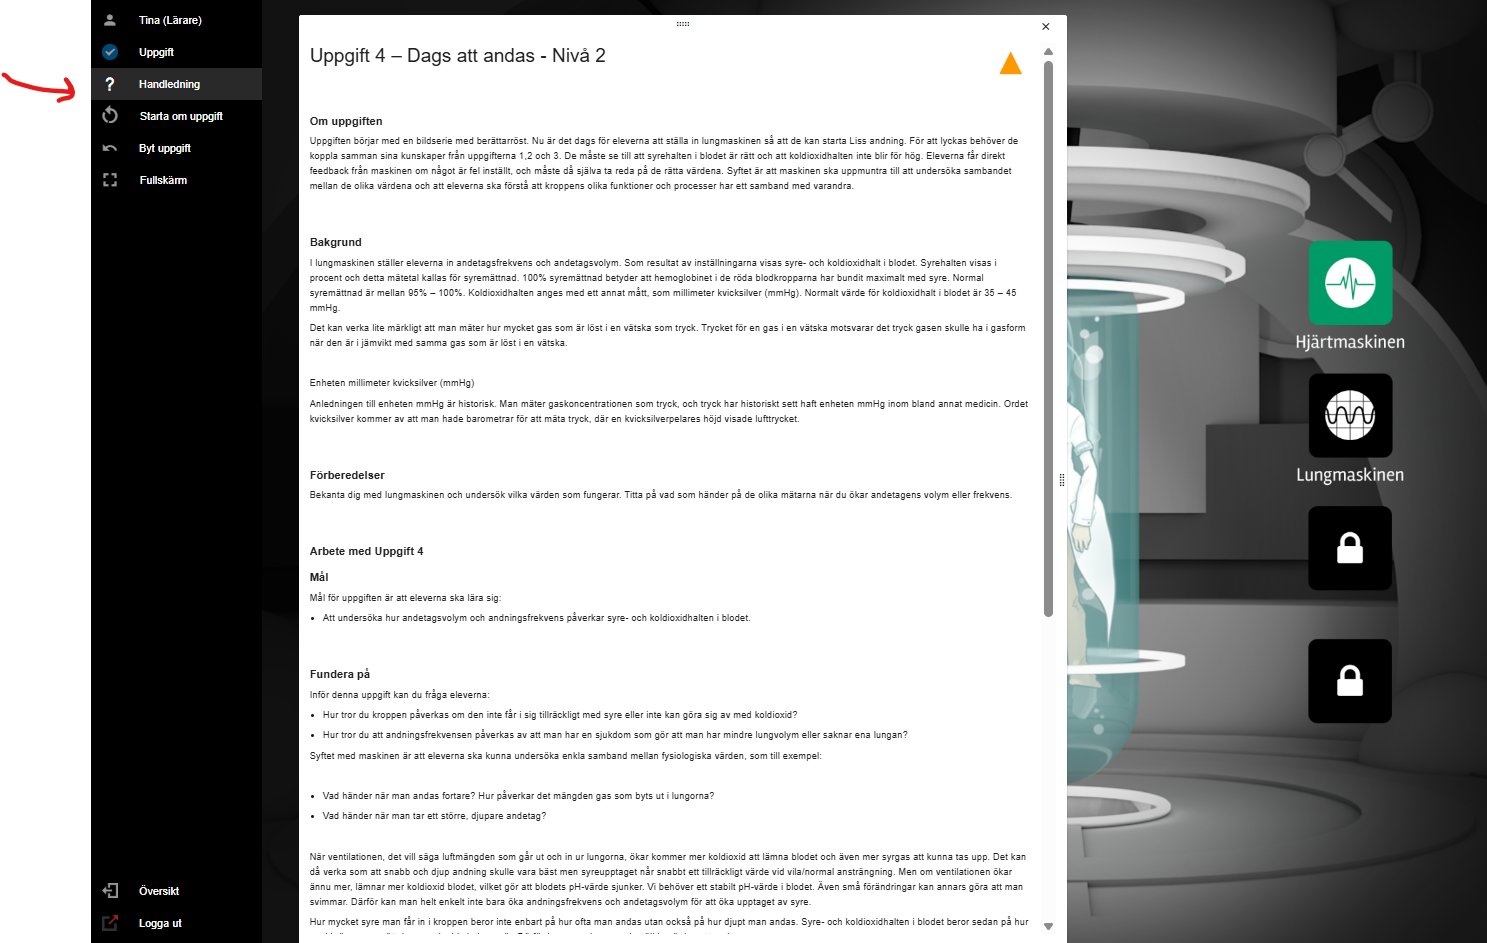 Tina (Lärare)
Uppgift
Handledning
Starta om uppgift
Byt uppgift
Fullskärm
Översikt
Logga ut
Uppgift 4 – Dags att andas - Nivå 2
Om uppgiften
Uppgiften börjar med en bildserie med berättarröst. Nu är det dags för eleverna att ställa in lungmaskinen så att de kan starta Liss andning. För att lyckas behöver de
koppla samman sina kunskaper från uppgifterna 1,2 och 3. De måste se till att syrehalten i blodet är rätt och att koldioxidhalten inte blir för hög. Eleverna får direkt
feedback från maskinen om något är fel inställt, och måste då själva ta reda på de rätta värdena. Syftet är att maskinen ska uppmuntra till att undersöka sambandet
mellan de olika värdena och att eleverna ska förstå att kroppens olika funktioner och processer har ett samband med varandra.
Bakgrund
I lungmaskinen ställer eleverna in andetagsfrekvens och andetagsvolym. Som resultat av inställningarna visas syre- och koldioxidhalt i blodet. Syrehalten visas i
procent och detta mätetal kallas för syremättnad. 100% syremättnad betyder att hemoglobinet i de röda blodkropparna har bundit maximalt med syre. Normal
syremättnad är mellan 95% – 100%. Koldioxidhalten anges med ett annat mått, som millimeter kvicksilver (mmHg). Normalt värde för koldioxidhalt i blodet är 35 – 45
mmHg.
Det kan verka lite märkligt att man mäter hur mycket gas som är löst i en vätska som tryck. Trycket för en gas i en vätska motsvarar det tryck gasen skulle ha i gasform
när den är i jämvikt med samma gas som är löst i en vätska.
Enheten millimeter kvicksilver (mmHg)
Anledningen till enheten mmHg är historisk. Man mäter gaskoncentrationen som tryck, och tryck har historiskt sett haft enheten mmHg inom bland annat medicin. Ordet
kvicksilver kommer av att man hade barometrar för att mäta tryck, där en kvicksilverpelares höjd visade lufttrycket.
Förberedelser
Bekanta dig med lungmaskinen och undersök vilka värden som fungerar. Titta på vad som händer på de olika mätarna när du ökar andetagens volym eller frekvens.
Arbete med Uppgift 4
Mål
Mål för uppgiften är att eleverna ska lära sig:
• Att undersöka hur andetagsvolym och andningsfrekvens påverkar syre- och koldioxidhalten i blodet.
Fundera på
Inför denna uppgift kan du fråga eleverna:
• Hur tror du kroppen påverkas om den inte får i sig tillräckligt med syre eller inte kan göra sig av med koldioxid?
• Hur tror du att andningsfrekvensen påverkas av att man har en sjukdom som gör att man har mindre lungvolym eller saknar ena lungan?
Syftet med maskinen är att eleverna ska kunna undersöka enkla samband mellan fysiologiska värden, som till exempel:
• Vad händer när man andas fortare? Hur påverkar det mängden gas som byts ut i lungorna?
• Vad händer när man tar ett större, djupare andetag?
När ventilationen, det vill säga luftmängden som går ut och in ur lungorna, ökar kommer mer koldioxid att lämna blodet och även mer syrgas att kunna tas upp. Det kan
då verka som att snabb och djup andning skulle vara bäst men syreupptaget når snabbt ett tillräckligt värde vid vila/normal ansträngning. Men om ventilationen ökar
ännu mer, lämnar mer koldioxid blodet, vilket gör att blodets pH-värde sjunker. Vi behöver ett stabilt pH-värde i blodet. Även små förändringar kan annars göra att man
svimmar. Därför kan man helt enkelt inte bara öka andningsfrekvens och andetagsvolym för att öka upptaget av syre.
Hur mycket syre man får in i kroppen beror inte enbart på hur ofta man andas utan också på hur djupt man andas. Syre- och koldioxidhalten i blodet beror sedan på hur
Hjärtmaskinen
Lungmaskinen